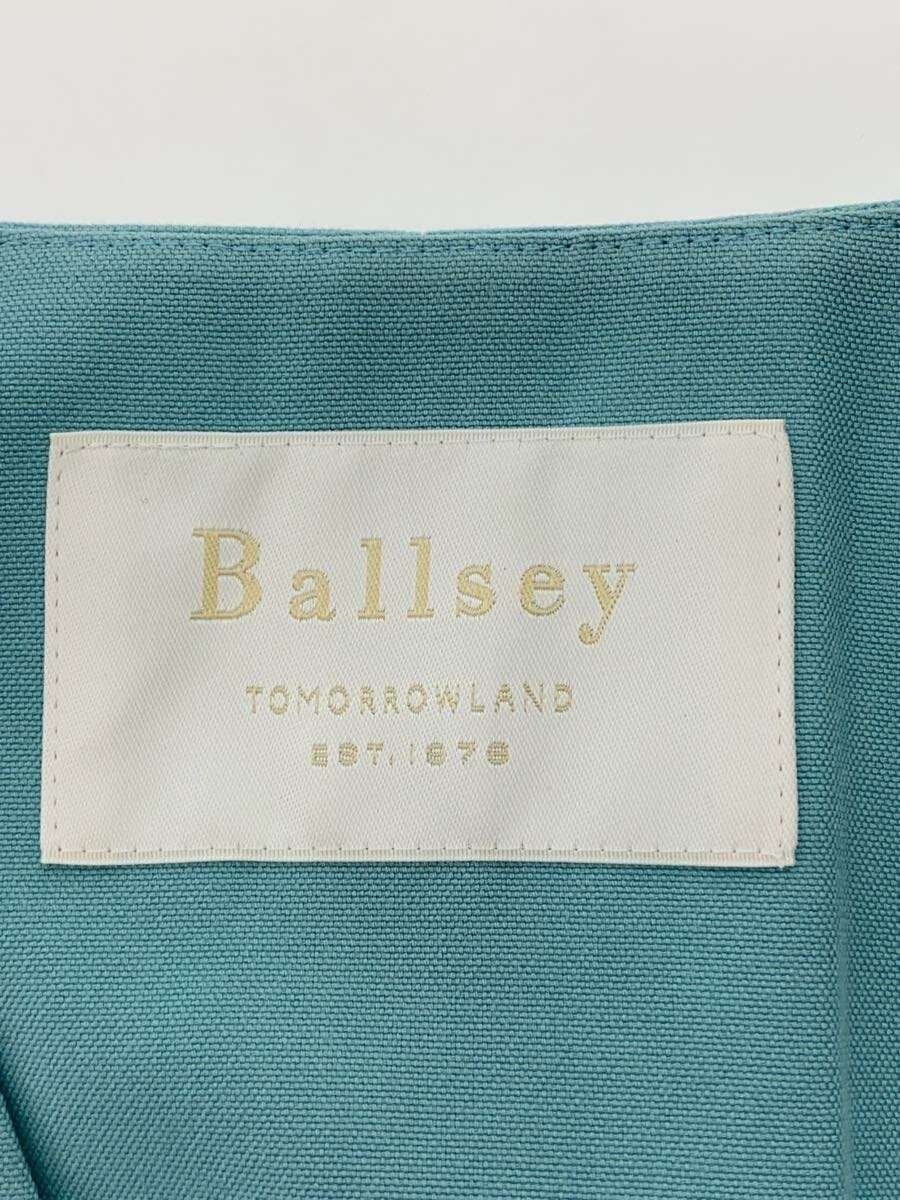 Ballsey
TOMORROWLAND
EST. 1978